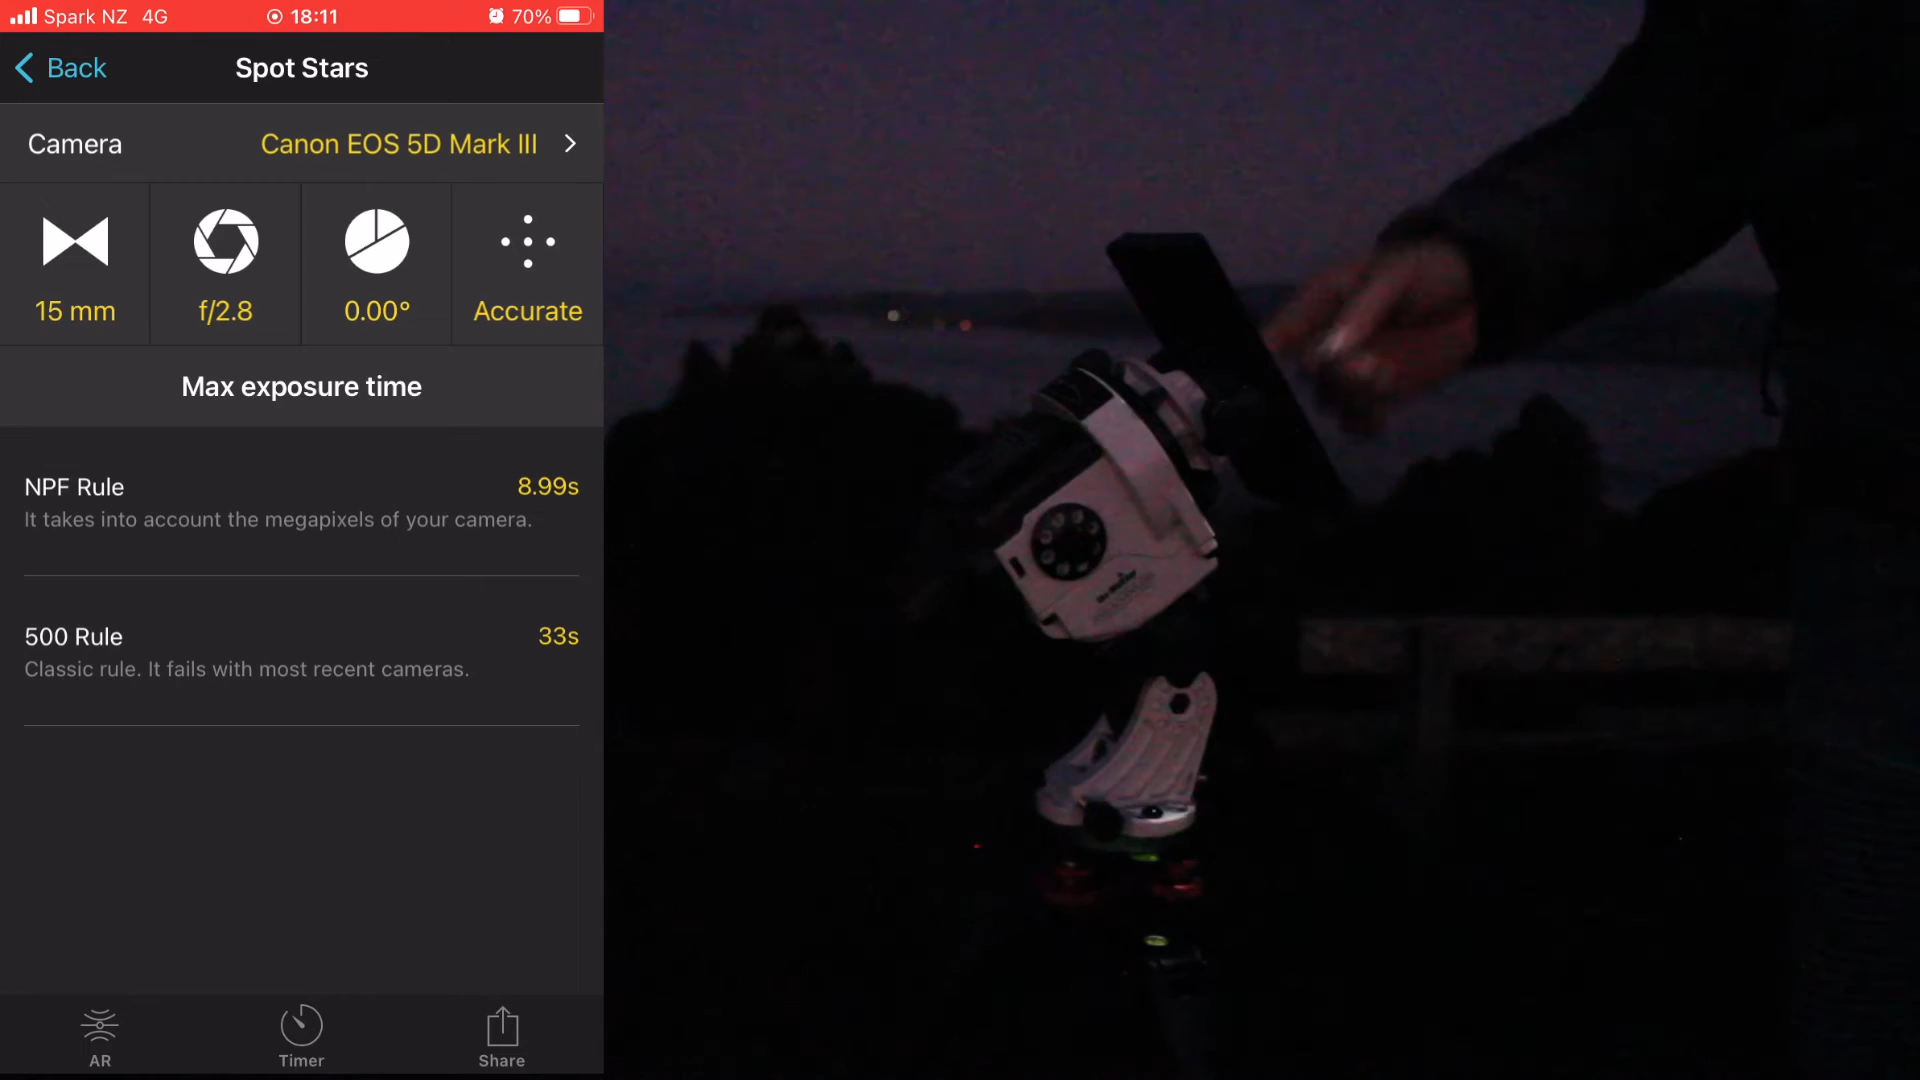 Spark NZ 4G 18:11 70%
Back Spot Stars
Camera Canon EOS 5D Mark III
15 mm f/2.8 0.00° Accurate
Max exposure time
NPF Rule 8.99s
It takes into account the megapixels of your camera.
500 Rule 33s
Classic rule. It fails with most recent cameras.
AR Timer Share
Sky-Watcher